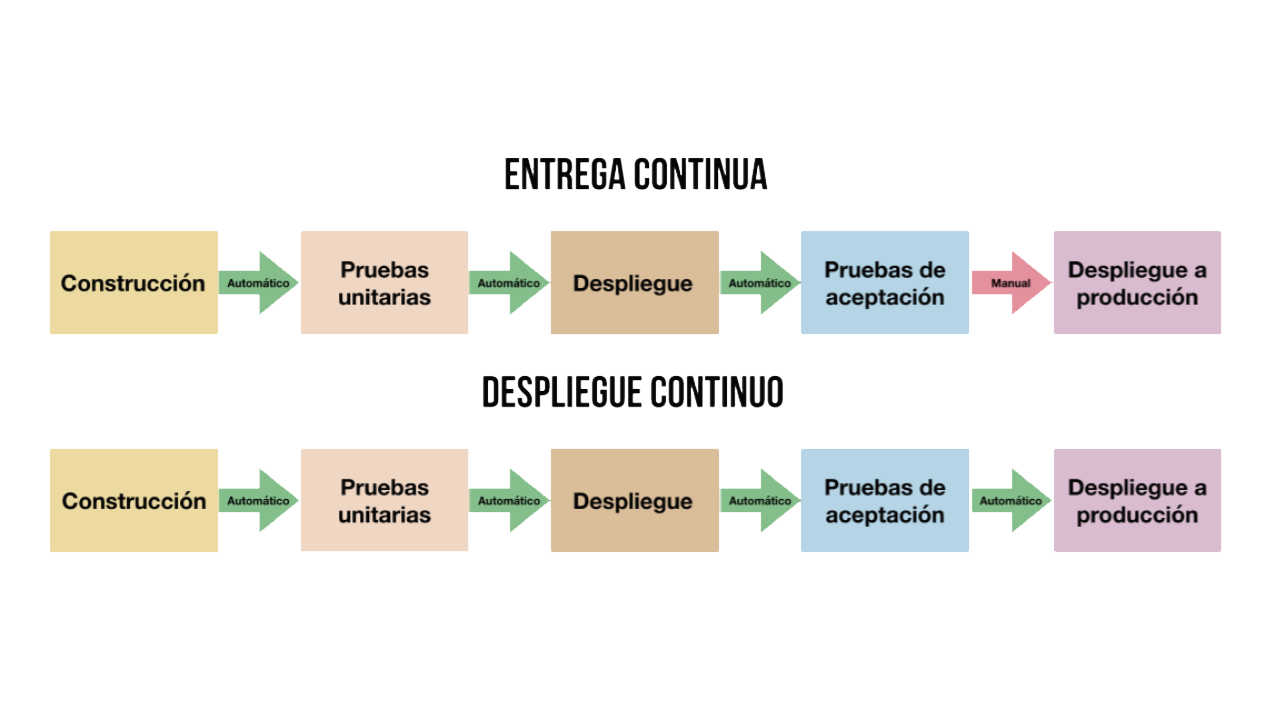 ENTREGA CONTINUA
Construcción
Automático
Pruebas
unitarias
Automático
Despliegue
Automático
Pruebas de
aceptación
Manual
Despliegue a
producción
DESPLIEGUE CONTINUO
Construcción
Automático
Pruebas
unitarias
Automático
Despliegue
Automático
Pruebas de
aceptación
Automático
Despliegue a
producción